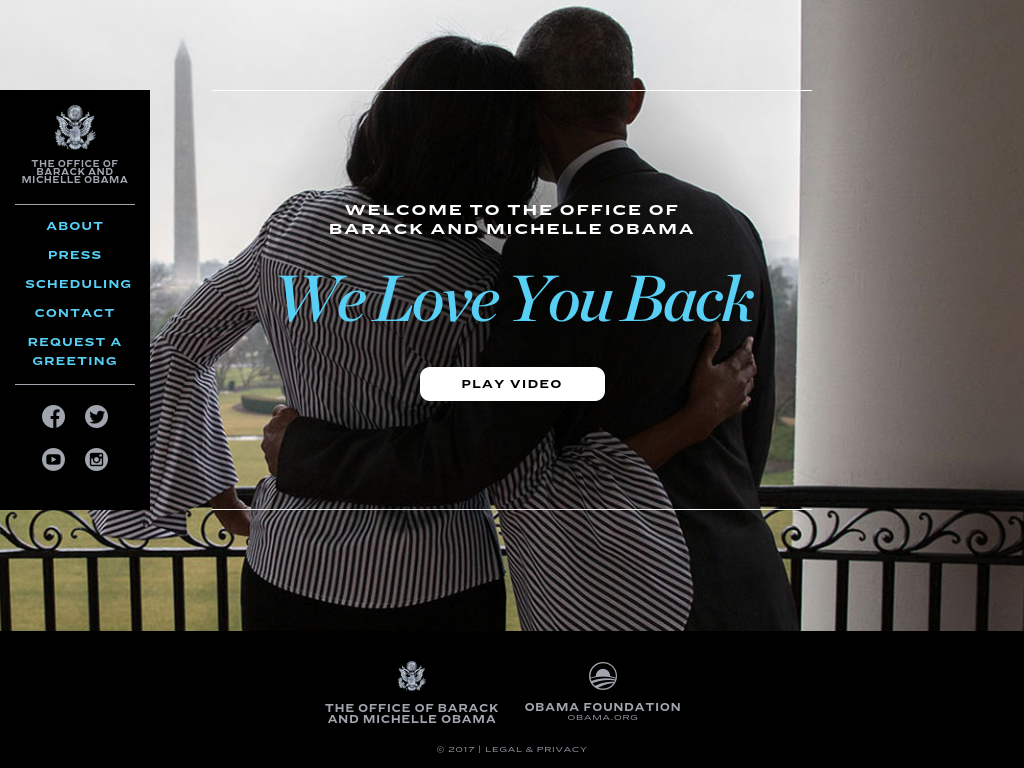 THE OFFICE OF
BARACK AND
MICHELLE OBAMA
ABOUT
PRESS
SCHEDULING
CONTACT
REQUEST A
GREETING
WELCOME TO THE OFFICE OF
BARACK AND MICHELLE OBAMA
We Love You Back
PLAY VIDEO
THE OFFICE OF BARACK
AND MICHELLE OBAMA
OBAMA FOUNDATION
OBAMA.ORG
© 2017 | LEGAL & PRIVACY